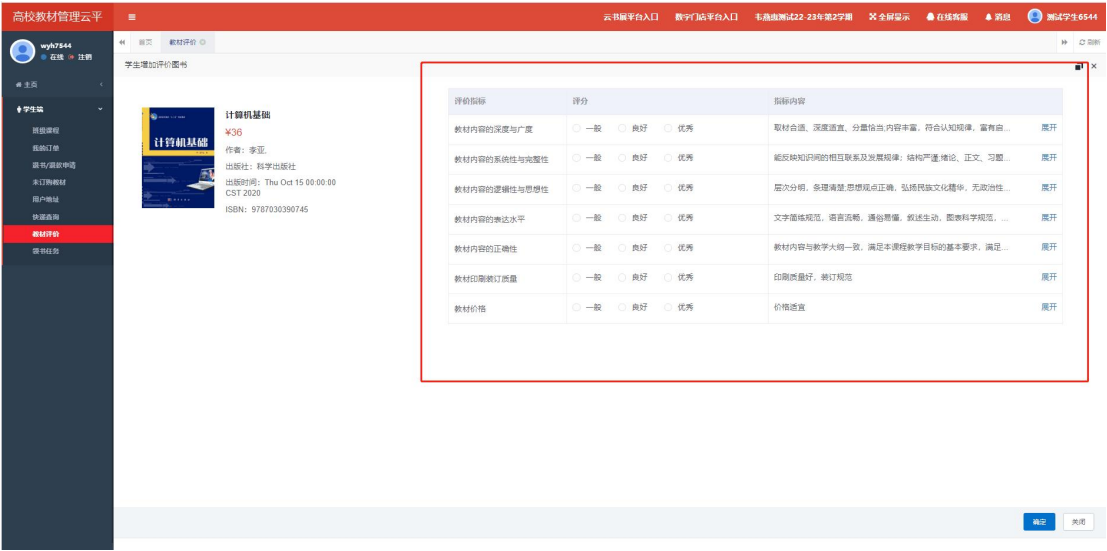 高校教材管理云平
云书展平台入口 数字门店平台入口 韦燕虫测试22-23年第2学期 全屏显示 在线客服 消息 测试学生6544
wyh7544
在线 注销
首页 教材评价
刷新
学生增加评价图书
主页
学生端
班级课程
我的订单
退书/退款申请
未订购教材
用户地址
快递查询
教材评价
领书任务
计算机基础
计算机基础
¥36
作者：李亚,
出版社：科学出版社
出版时间：Thu Oct 15 00:00:00
CST 2020
ISBN：9787030390745
评价指标 评分 指标内容
教材内容的深度与广度 一般 良好 优秀 取材合适、深度适宜、分量恰当;内容丰富，符合认知规律，富有启... 展开
教材内容的系统性与完整性 一般 良好 优秀 能反映知识间的相互联系及发展规律；结构严谨;绪论、正文、习题... 展开
教材内容的逻辑性与思想性 一般 良好 优秀 层次分明，条理清楚;思想观点正确，弘扬民族文化精华，无政治性... 展开
教材内容的表达水平 一般 良好 优秀 文字简练规范，语言流畅，通俗易懂，叙述生动，图表科学规范，... 展开
教材内容的正确性 一般 良好 优秀 教材内容与教学大纲一致，满足本课程教学目标的基本要求，满足... 展开
教材印刷装订质量 一般 良好 优秀 印刷质量好，装订规范 展开
教材价格 一般 良好 优秀 价格适宜 展开
确定 关闭